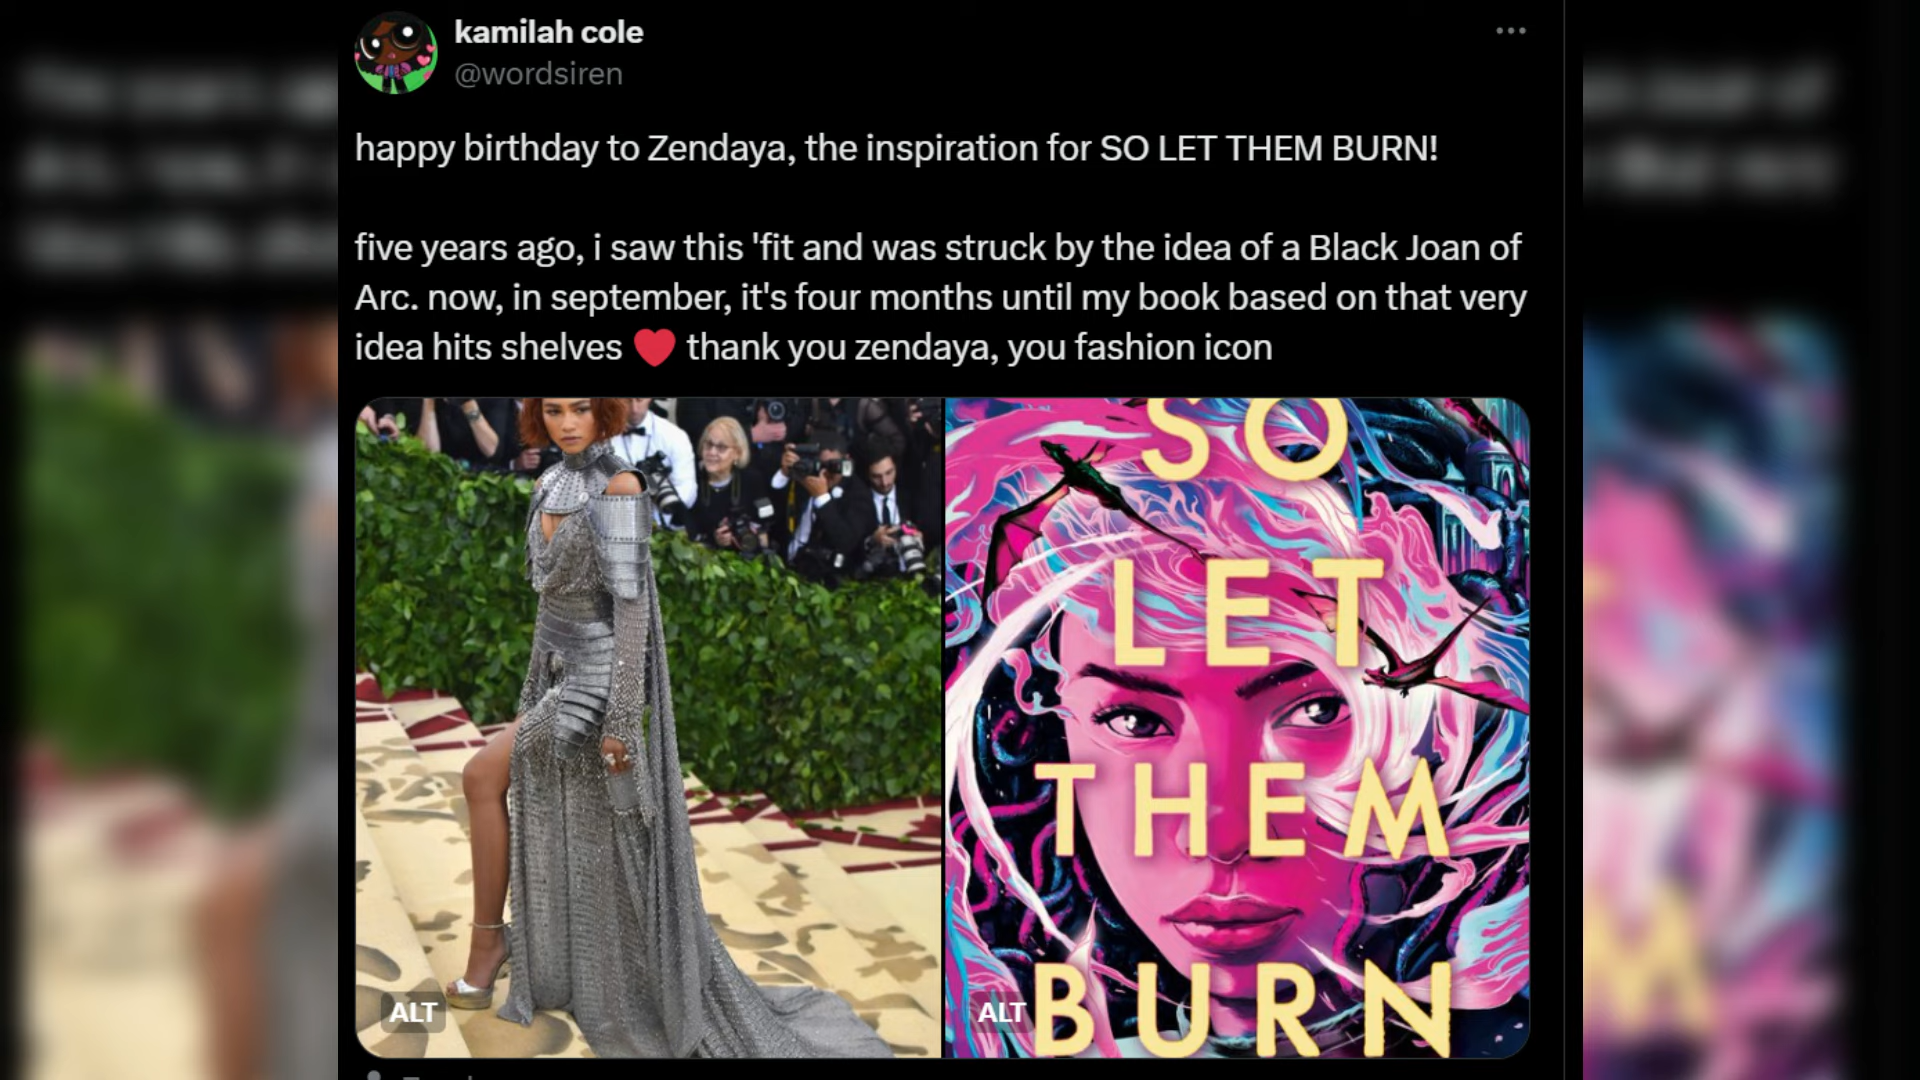 kamilah cole
@wordsiren
happy birthday to Zendaya, the inspiration for SO LET THEM BURN!
five years ago, i saw this 'fit and was struck by the idea of a Black Joan of
Arc. now, in september, it's four months until my book based on that very
idea hits shelves ❤️ thank you zendaya, you fashion icon
SO
LET
THEM
BURN
ALT
ALT